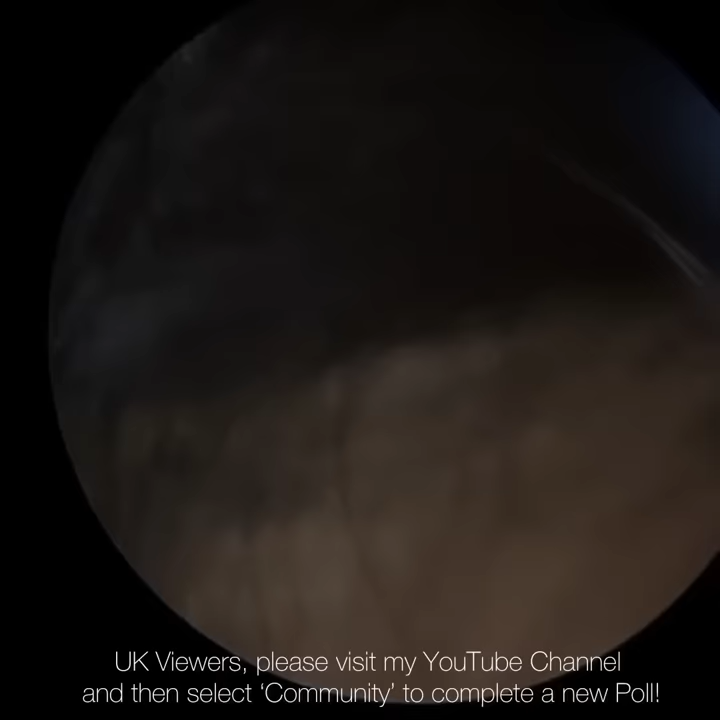 UK Viewers, please visit my YouTube Channel
and then select ‘Community’ to complete a new Poll!